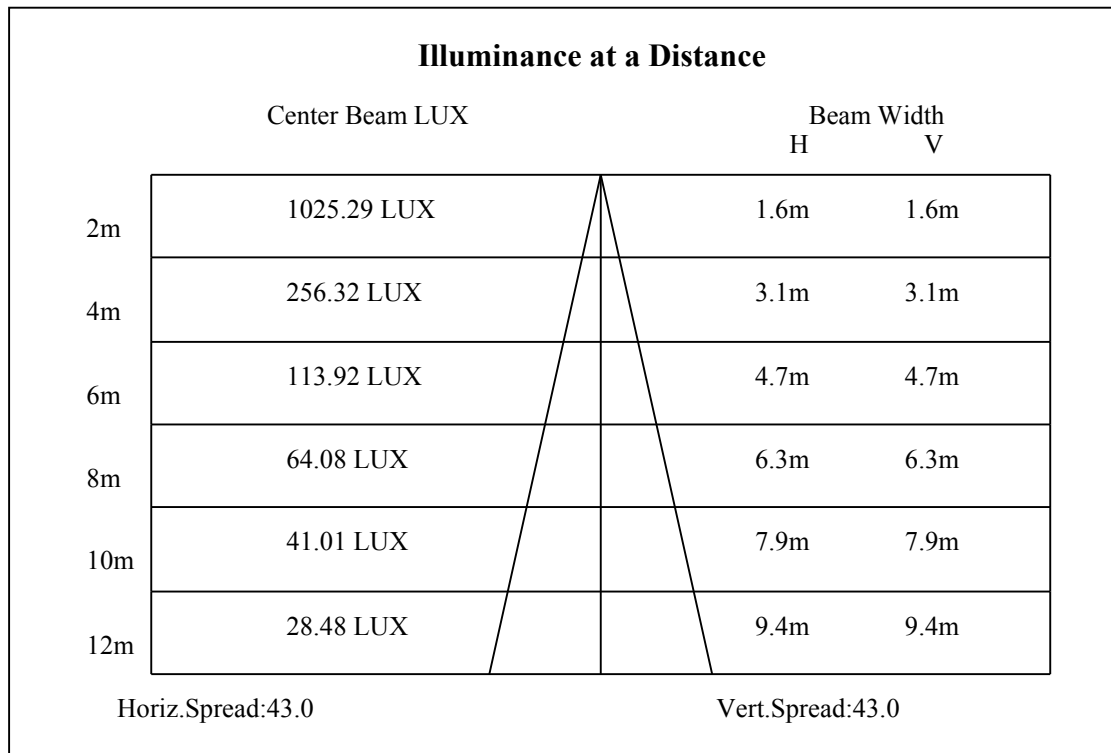 Illuminance at a Distance
Center Beam LUX Beam Width
H V
2m 1025.29 LUX 1.6m 1.6m
4m 256.32 LUX 3.1m 3.1m
6m 113.92 LUX 4.7m 4.7m
8m 64.08 LUX 6.3m 6.3m
10m 41.01 LUX 7.9m 7.9m
12m 28.48 LUX 9.4m 9.4m
Horiz.Spread:43.0 Vert.Spread:43.0